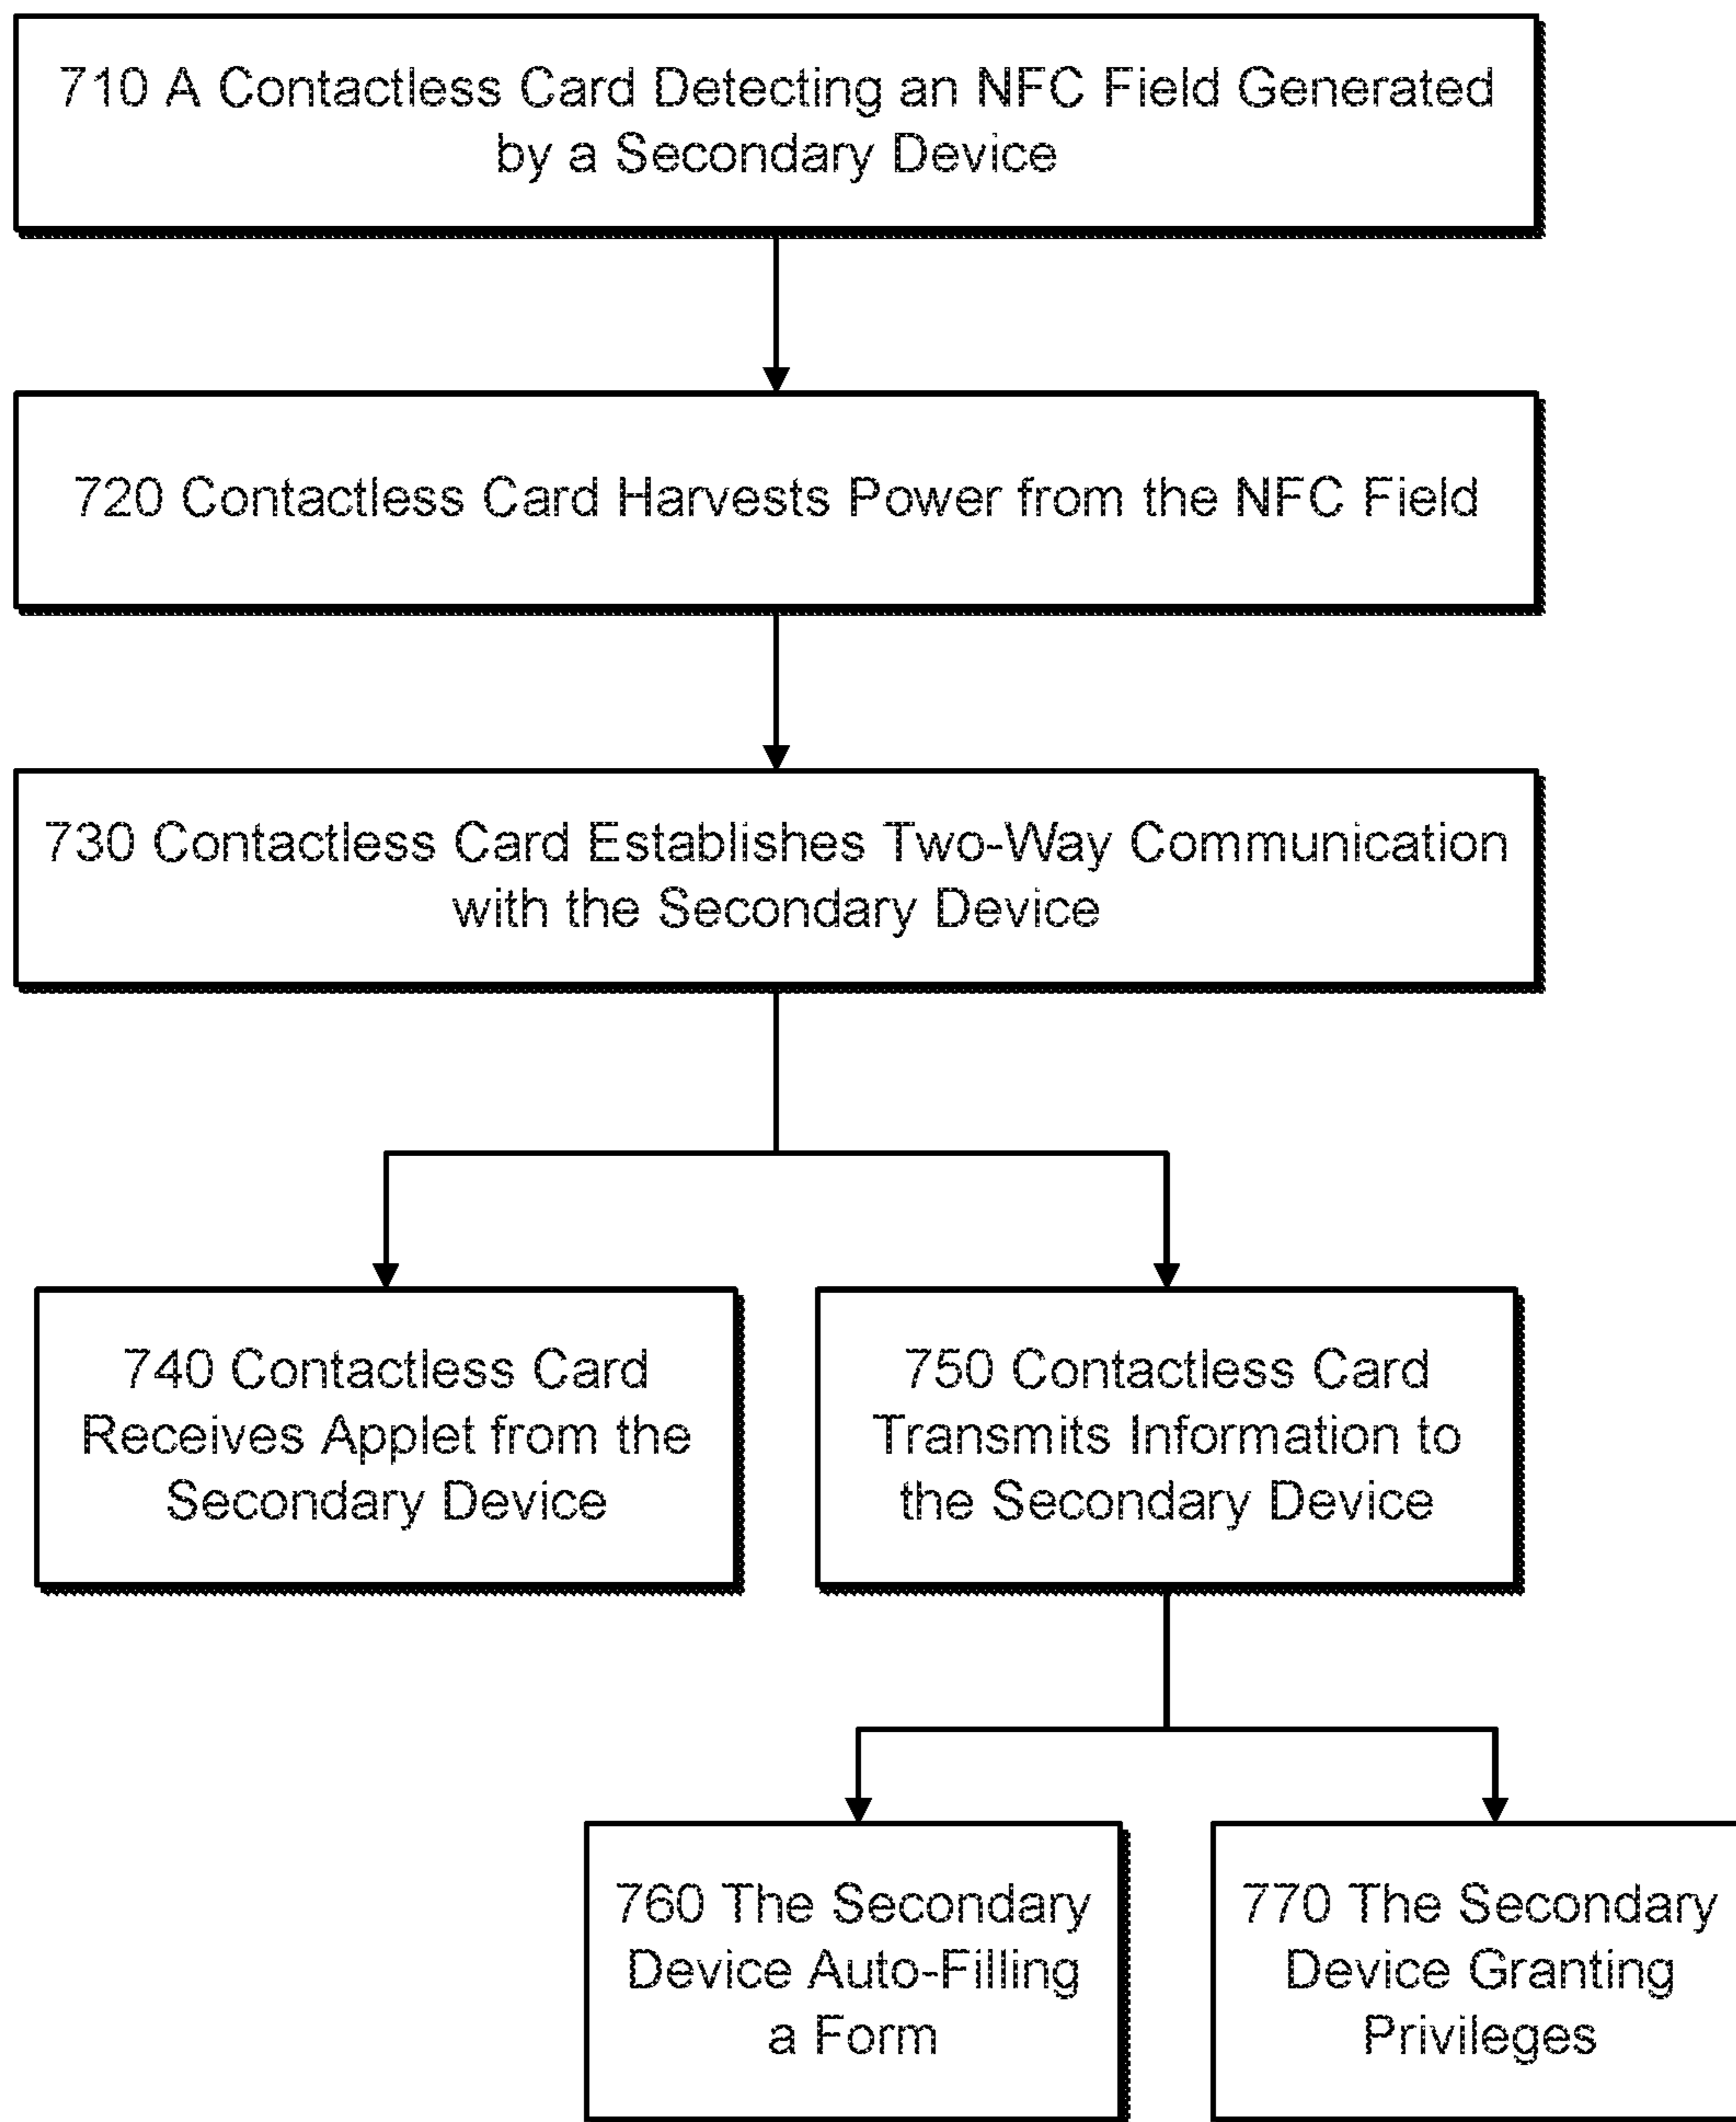 710 A Contactless Card Detecting an NFC Field Generated
by a Secondary Device
720 Contactless Card Harvests Power from the NFC Field
730 Contactless Card Establishes Two-Way Communication
with the Secondary Device
740 Contactless Card
Receives Applet from the
Secondary Device
750 Contactless Card
Transmits Information to
the Secondary Device
760 The Secondary
Device Auto-Filling
a Form
770 The Secondary
Device Granting
Privileges